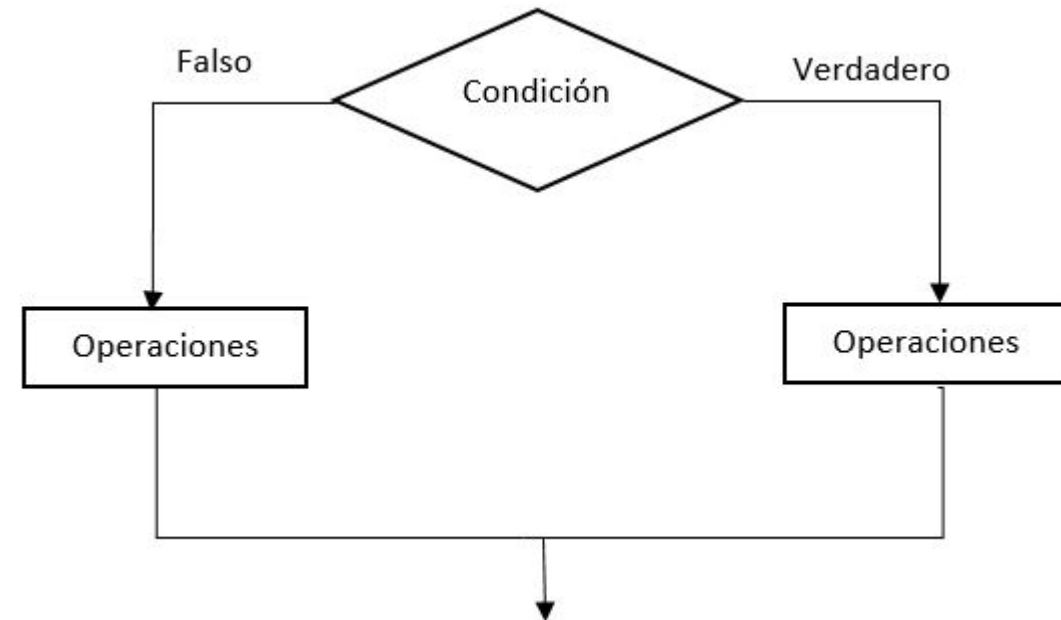 Falso
Condición
Verdadero
Operaciones
Operaciones